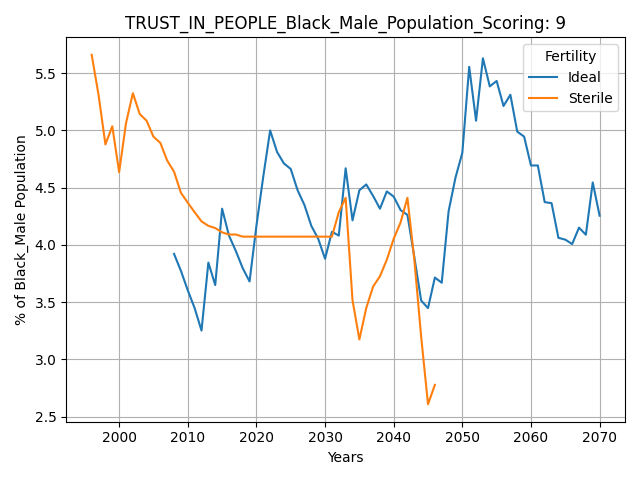 TRUST_IN_PEOPLE_Black_Male_Population_Scoring: 9
% of Black_Male Population
5.5
5.0
4.5
4.0
3.5
3.0
2.5
Fertility
Ideal
Sterile
2000 2010 2020 2030 2040 2050 2060 2070
Years